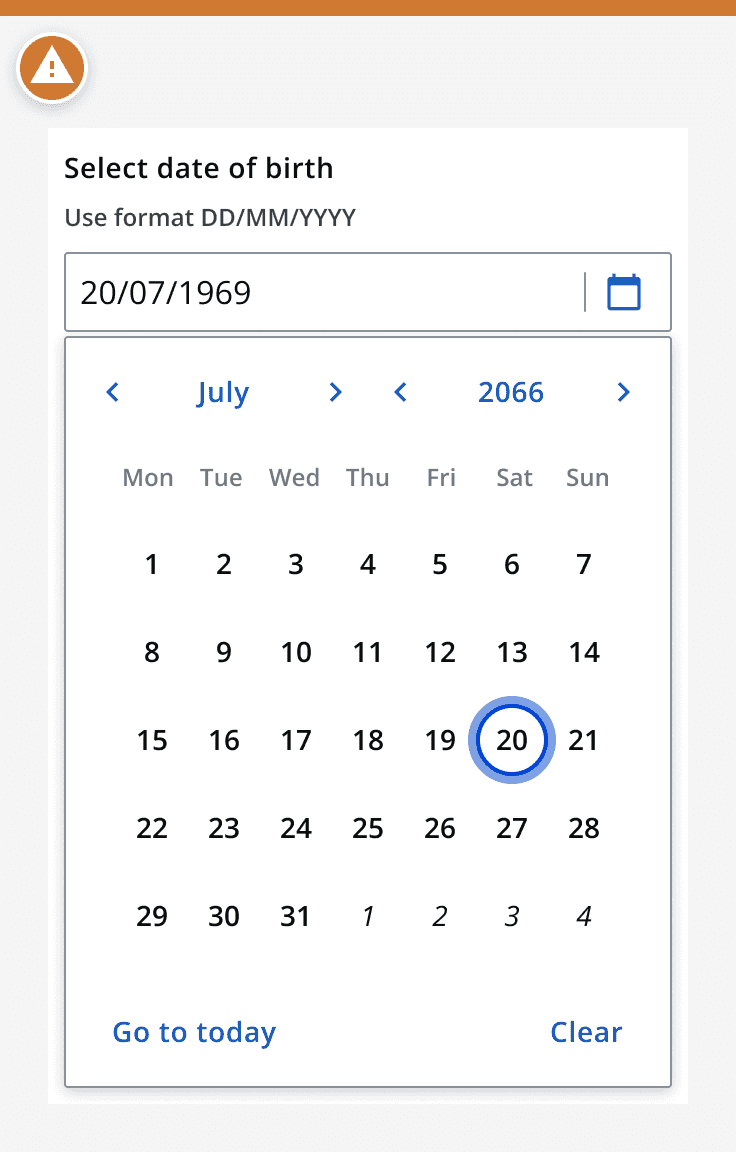 Select date of birth
Use format DD/MM/YYYY
20/07/1969
July 2066
Mon Tue Wed Thu Fri Sat Sun
1 2 3 4 5 6 7
8 9 10 11 12 13 14
15 16 17 18 19 20 21
22 23 24 25 26 27 28
29 30 31 1 2 3 4
Go to today Clear